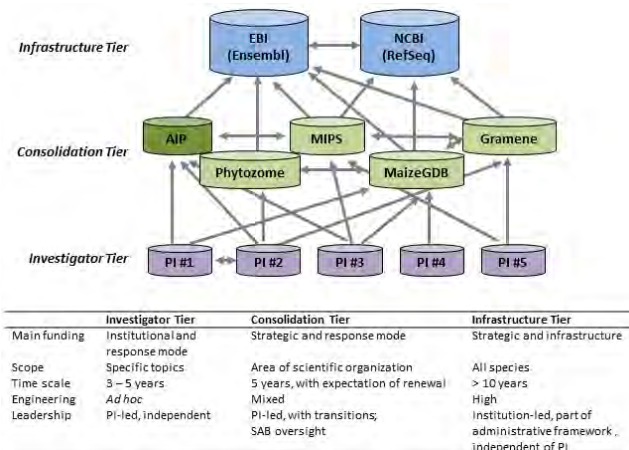 Infrastructure Tier
EBI
(Ensembl)
NCBI
(RefSeq)
Consolidation Tier
AIP
MIPS
Gramene
Phytozome
MaizeGDB
Investigator Tier
PI #1
PI #2
PI #3
PI #4
PI #5
Investigator Tier Consolidation Tier Infrastructure Tier
Main funding Institutional and response mode Strategic and response mode Strategic and infrastructure
Scope Specific topics Area of scientific organization All species
Time scale 3 – 5 years 5 years, with expectation of renewal > 10 years
Engineering Ad hoc Mixed High
Leadership PI-led, independent PI-led, with transitions; SAB oversight Institution-led, part of administrative framework, independent of PI